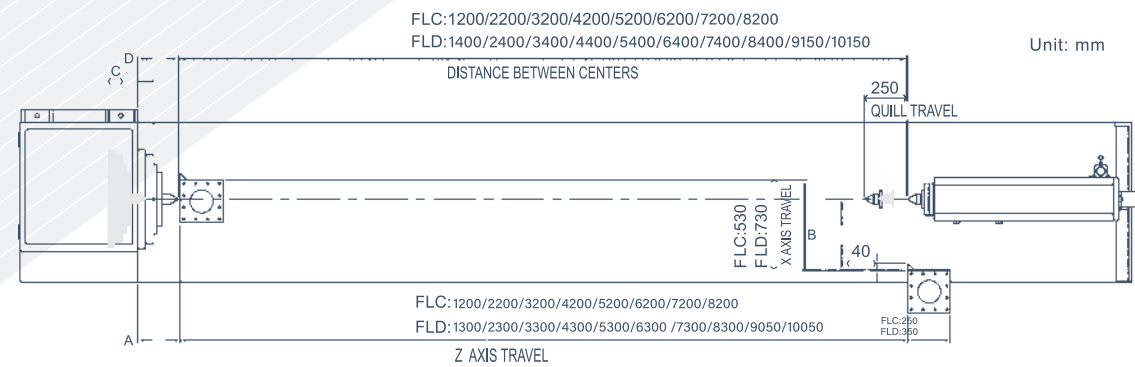 FLC:1200/2200/3200/4200/5200/6200/7200/8200
FLD:1400/2400/3400/4400/5400/6400/7400/8400/9150/10150
Unit: mm
D
C
DISTANCE BETWEEN CENTERS
250
QUILL TRAVEL
FLC:530
FLD:730
X AXIS TRAVEL
B
40
FLC:1200/2200/3200/4200/5200/6200/7200/8200
FLD:1300/2300/3300/4300/5300/6300 /7300/8300/9050/10050
FLC:250
FLD:350
A
Z AXIS TRAVEL